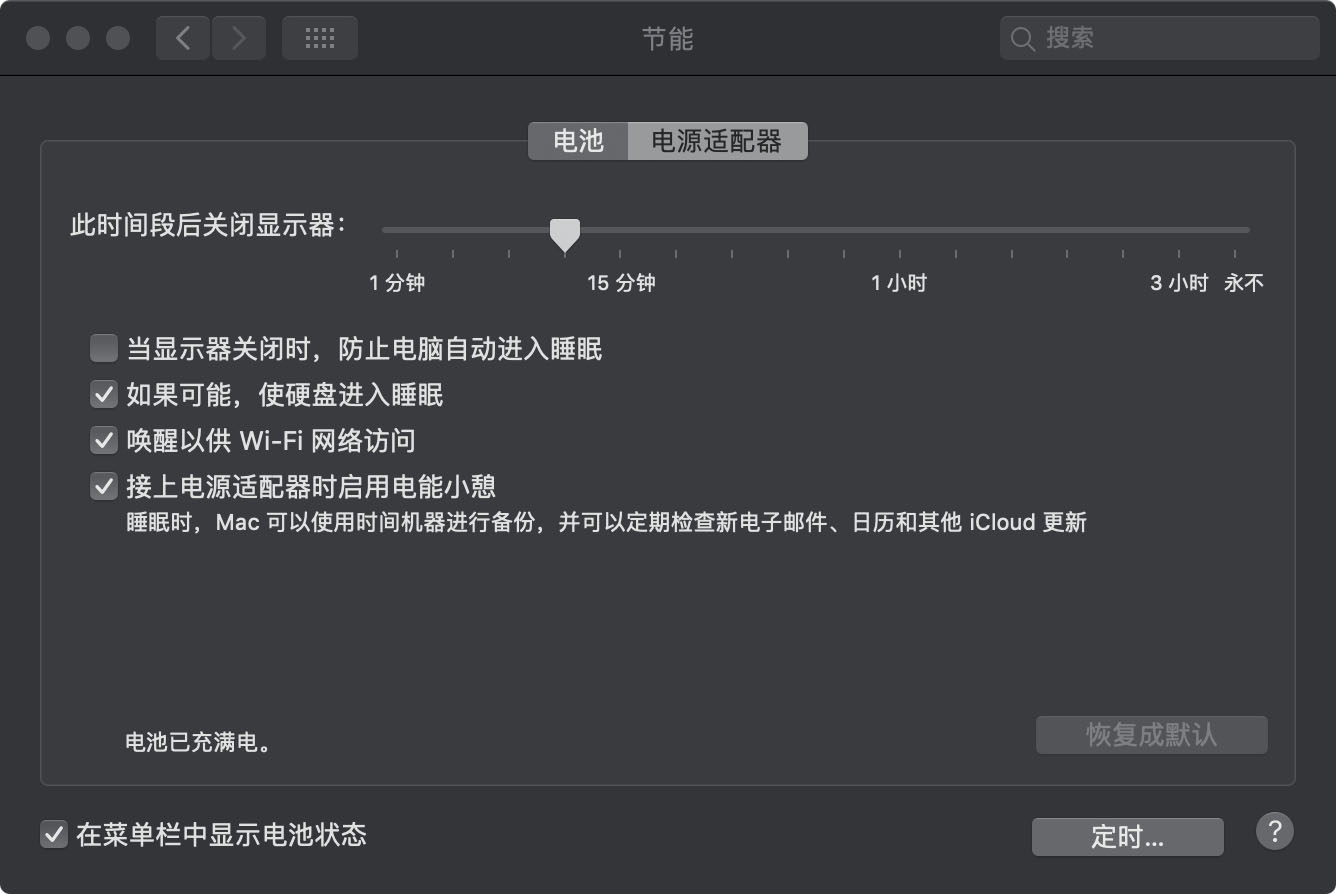 节能
搜索
电池 电源适配器
此时间段后关闭显示器：
1 分钟 15 分钟 1 小时 3 小时 永不
当显示器关闭时，防止电脑自动进入睡眠
如果可能，使硬盘进入睡眠
唤醒以供 Wi-Fi 网络访问
接上电源适配器时启用电能小憩
睡眠时，Mac 可以使用时间机器进行备份，并可以定期检查新电子邮件、日历和其他 iCloud 更新
电池已充满电。
恢复成默认
在菜单栏中显示电池状态
定时...
?